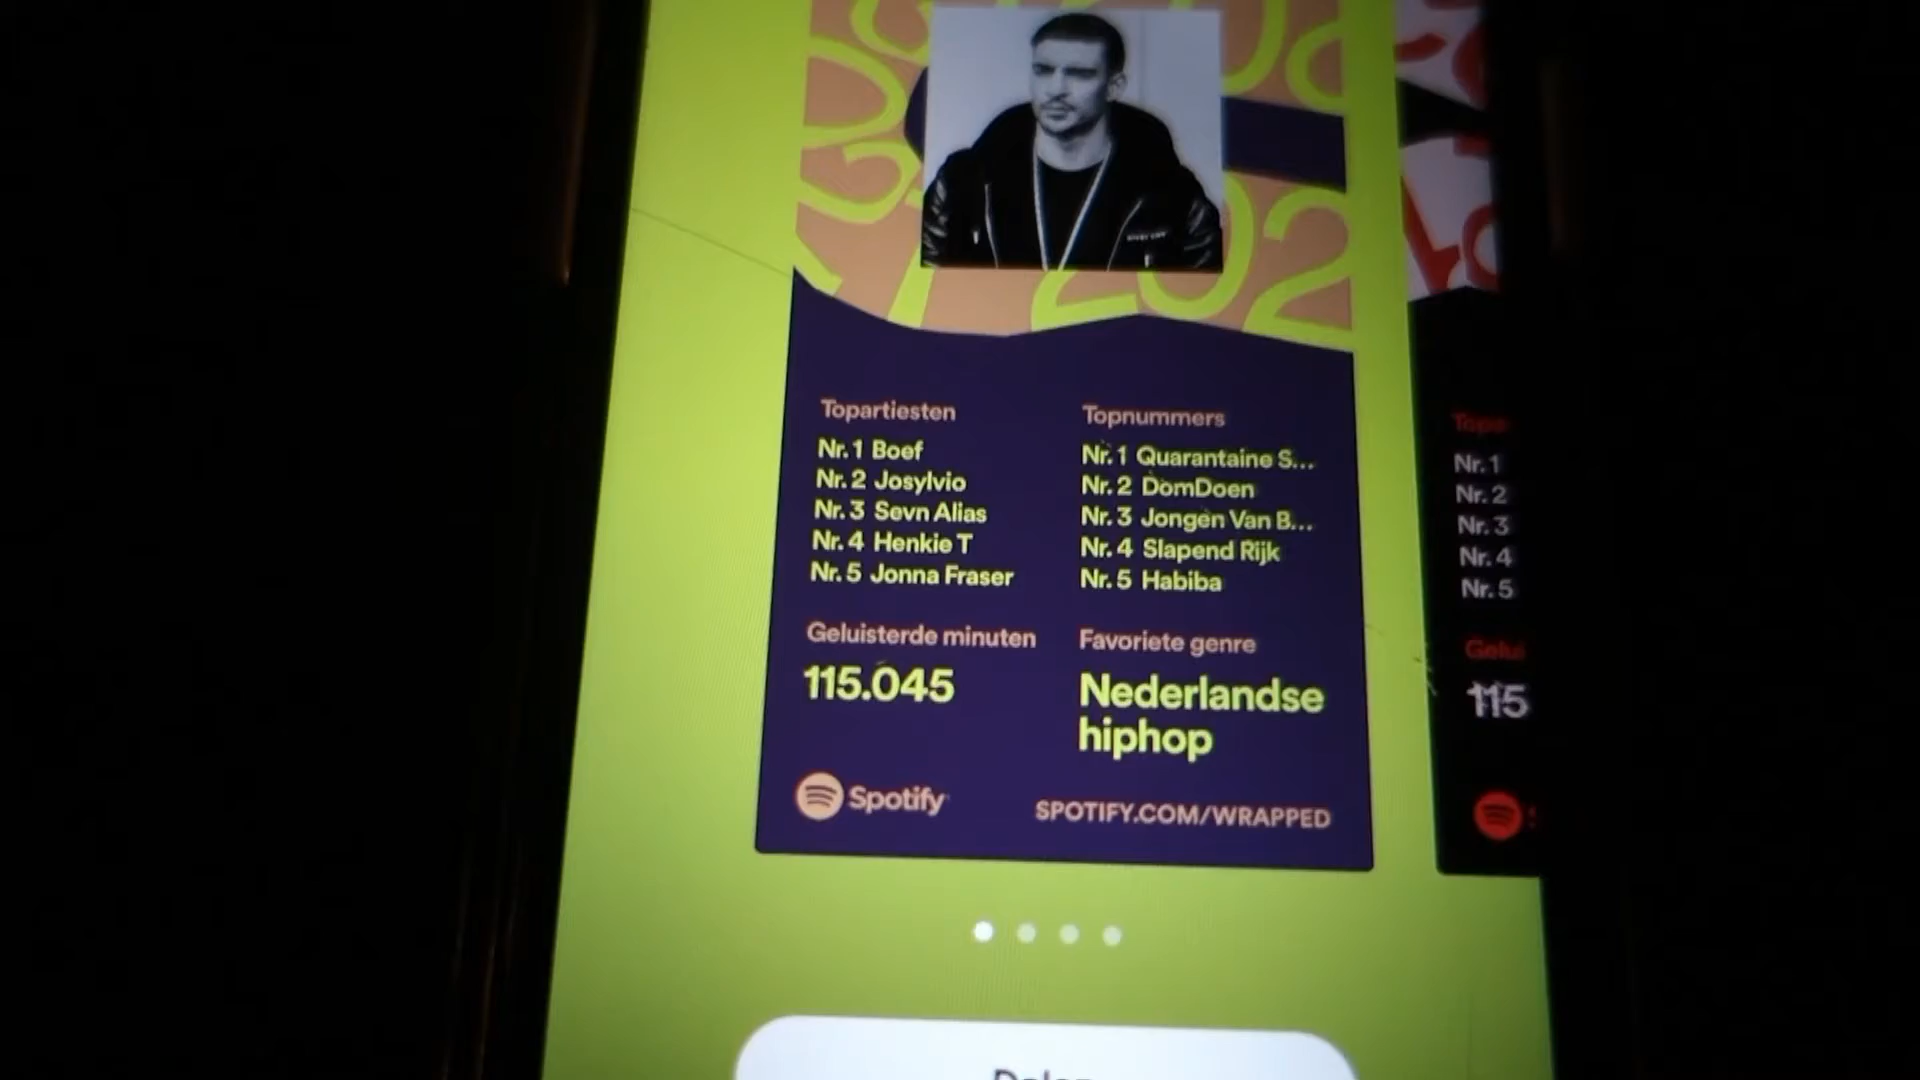 Topartiesten
Nr. 1 Boef
Nr. 2 Josylvio
Nr. 3 Sevn Alias
Nr. 4 Henkie T
Nr. 5 Jonna Fraser
Topnummers
Nr. 1 Quarantaine S...
Nr. 2 DomDoen
Nr. 3 Jongen Van B...
Nr. 4 Slapend Rijk
Nr. 5 Habiba
Geluisterde minuten
115.045
Favoriete genre
Nederlandse
hiphop
Spotify
SPOTIFY.COM/WRAPPED
Nr. 1
Nr. 2
Nr. 3
Nr. 4
Nr. 5
Gelui
115